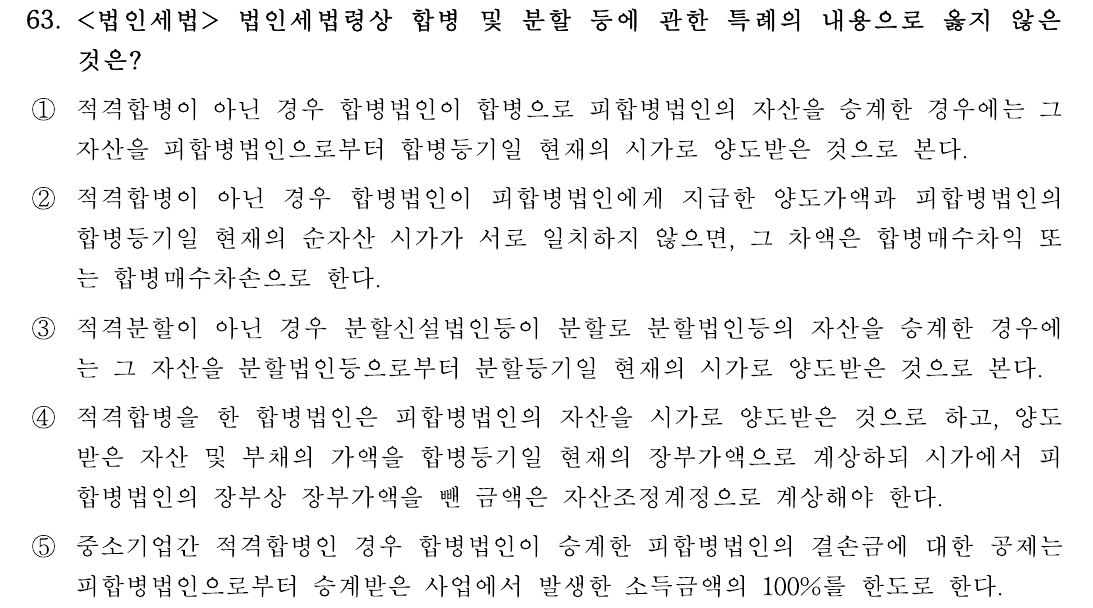 63. <법인세법> 법인세법령상 합병 및 분할 등에 관한 특례의 내용으로 옳지 않은
것은?
① 적격합병이 아닌 경우 합병법인이 합병으로 피합병법인의 자산을 승계한 경우에는 그
자산을 피합병법인으로부터 합병등기일 현재의 시가로 양도받은 것으로 본다.
② 적격합병이 아닌 경우 합병법인이 피합병법인에게 지급한 양도가액과 피합병법인의
합병등기일 현재의 순자산 시가가 서로 일치하지 않으면, 그 차액은 합병매수차익 또
는 합병매수차손으로 한다.
③ 적격분할이 아닌 경우 분할신설법인등이 분할로 분할법인등의 자산을 승계한 경우에
는 그 자산을 분할법인등으로부터 분할등기일 현재의 시가로 양도받은 것으로 본다.
④ 적격합병을 한 합병법인은 피합병법인의 자산을 시가로 양도받은 것으로 하고, 양도
받은 자산 및 부채의 가액을 합병등기일 현재의 장부가액으로 계상하되 시가에서 피
합병법인의 장부상 장부가액을 뺀 금액은 자산조정계정으로 계상해야 한다.
⑤ 중소기업간 적격합병인 경우 합병법인이 승계한 피합병법인의 결손금에 대한 공제는
피합병법인으로부터 승계받은 사업에서 발생한 소득금액의 100%를 한도로 한다.